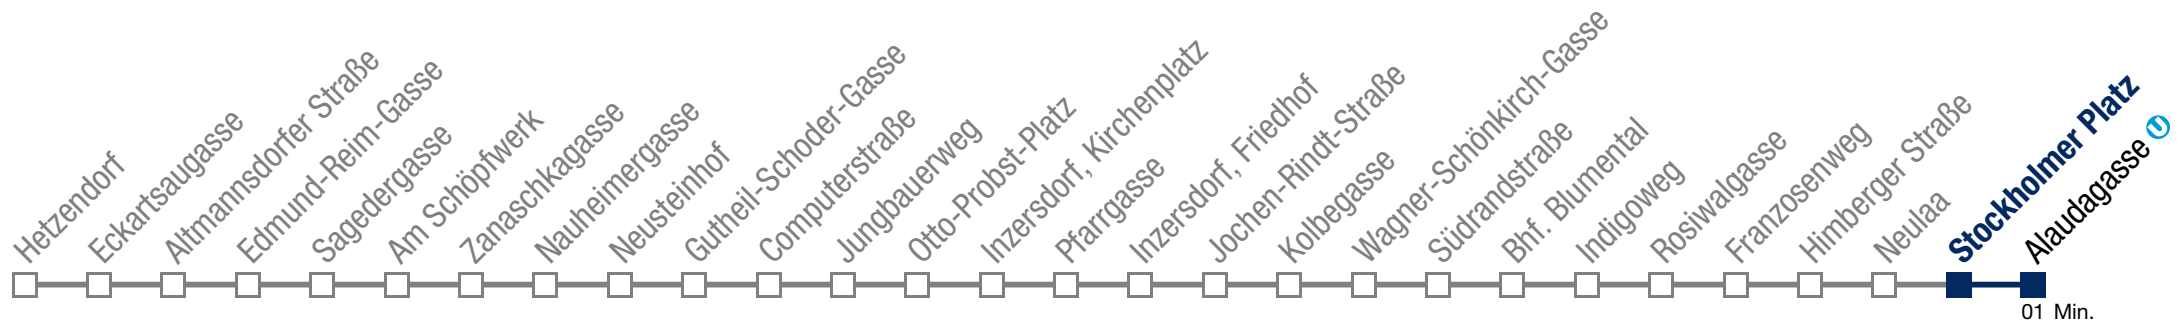 Hetzendorf
Eckartsaugasse
Altmannsdorfer Straße
Edmund-Reim-Gasse
Sagedergasse
Am Schöpfwerk
Zanaschkagasse
Nauheimergasse
Neusteinhof
Gutheil-Schoder-Gasse
Computerstraße
Jungbauerweg
Otto-Probst-Platz
Inzersdorf, Kirchenplatz
Pfarrgasse
Inzersdorf, Friedhof
Jochen-Rindt-Straße
Kolbegasse
Wagner-Schönkirch-Gasse
Südrandstraße
Bhf. Blumental
Indigoweg
Rosiwalgasse
Franzosenweg
Himberger Straße
Neulaa
Stockholmer Platz
Alaudagasse U
01 Min.